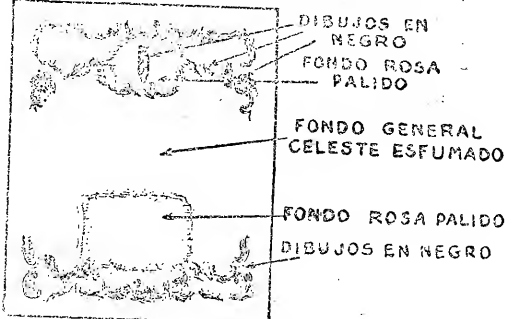 DIBUJOS EN
NEGRO
FONDO ROSA
PALIDO
FONDO GENERAL
CELESTE ESFUMADO
FONDO ROSA PALIDO
DIBUJOS EN NEGRO